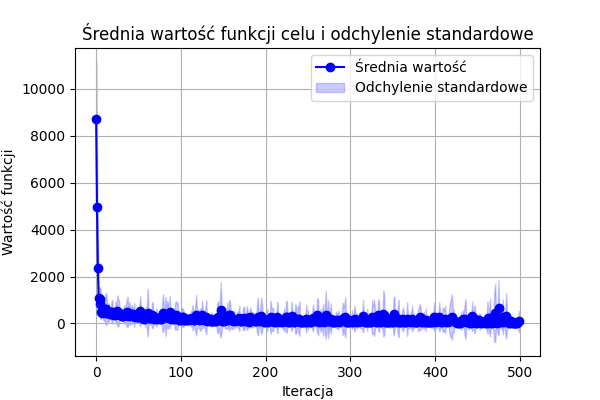 Średnia wartość funkcji celu i odchylenie standardowe
Średnia wartość
Odchylenie standardowe
Wartość funkcji
10000
8000
6000
4000
2000
0
0 100 200 300 400 500
Iteracja